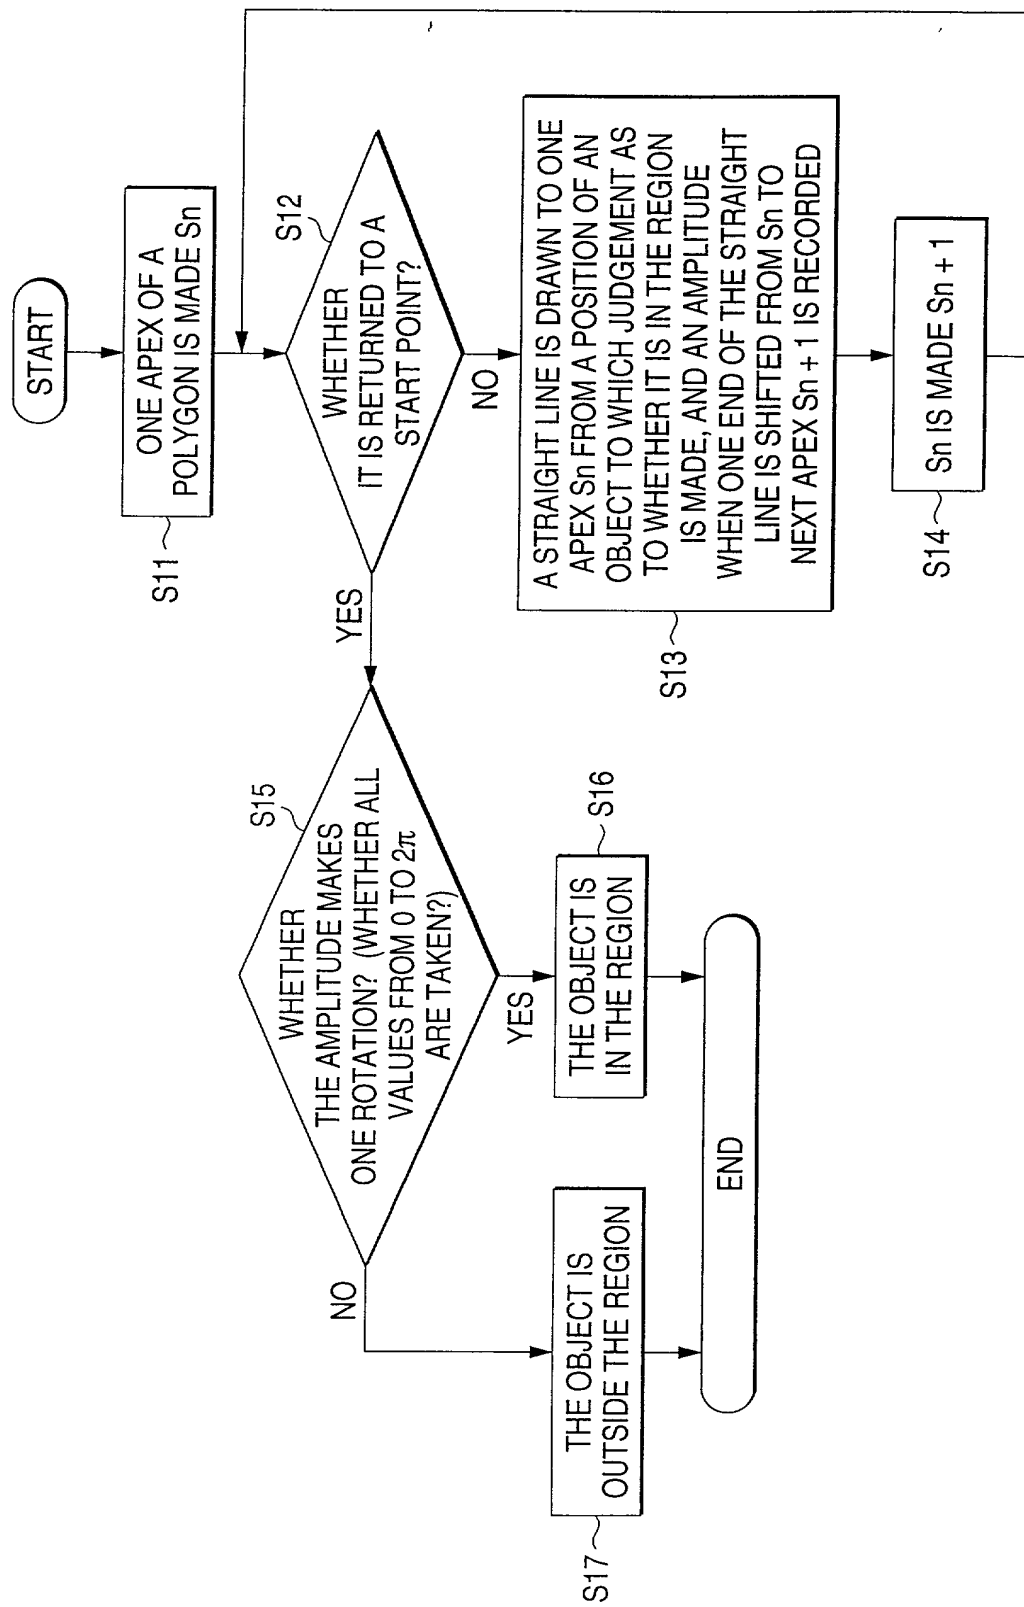 START
ONE APEX OF A
POLYGON IS MADE Sn
S11
S12
WHETHER
IT IS RETURNED TO A
START POINT?
NO
YES
A STRAIGHT LINE IS DRAWN TO ONE
APEX Sn FROM A POSITION OF AN
OBJECT TO WHICH JUDGEMENT AS
TO WHETHER IT IS IN THE REGION
IS MADE, AND AN AMPLITUDE
WHEN ONE END OF THE STRAIGHT
LINE IS SHIFTED FROM Sn TO
NEXT APEX Sn + 1 IS RECORDED
S13
Sn IS MADE Sn + 1
S14
S15
WHETHER
THE AMPLITUDE MAKES
ONE ROTATION? (WHETHER ALL
VALUES FROM 0 TO 2π
ARE TAKEN?)
YES
NO
S16
THE OBJECT IS
IN THE REGION
THE OBJECT IS
OUTSIDE THE REGION
S17
END